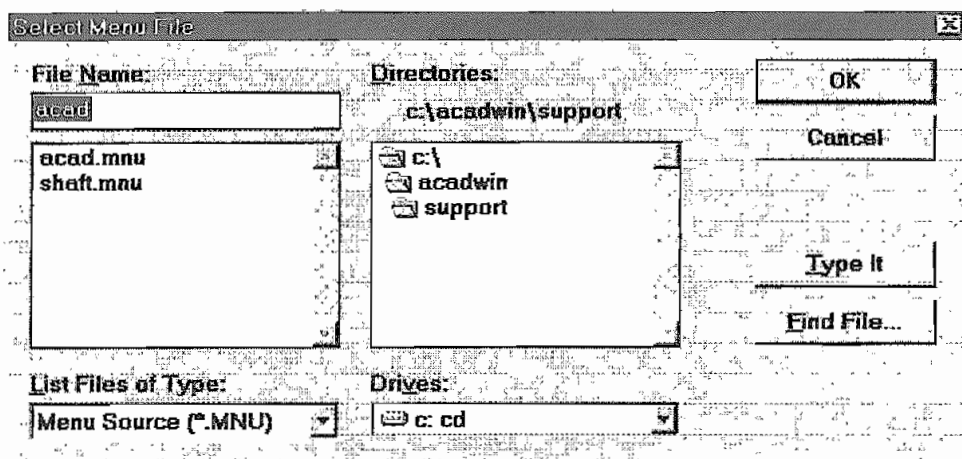 Select Menu File
File Name:
acad
acad.mnu
shaft.mnu
List Files of Type:
Menu Source (*.MNU)
Directories:
c:\acadwin\support
c:\
acadwin
support
Drives:
c: cd
OK
Cancel
Type It
Find File...